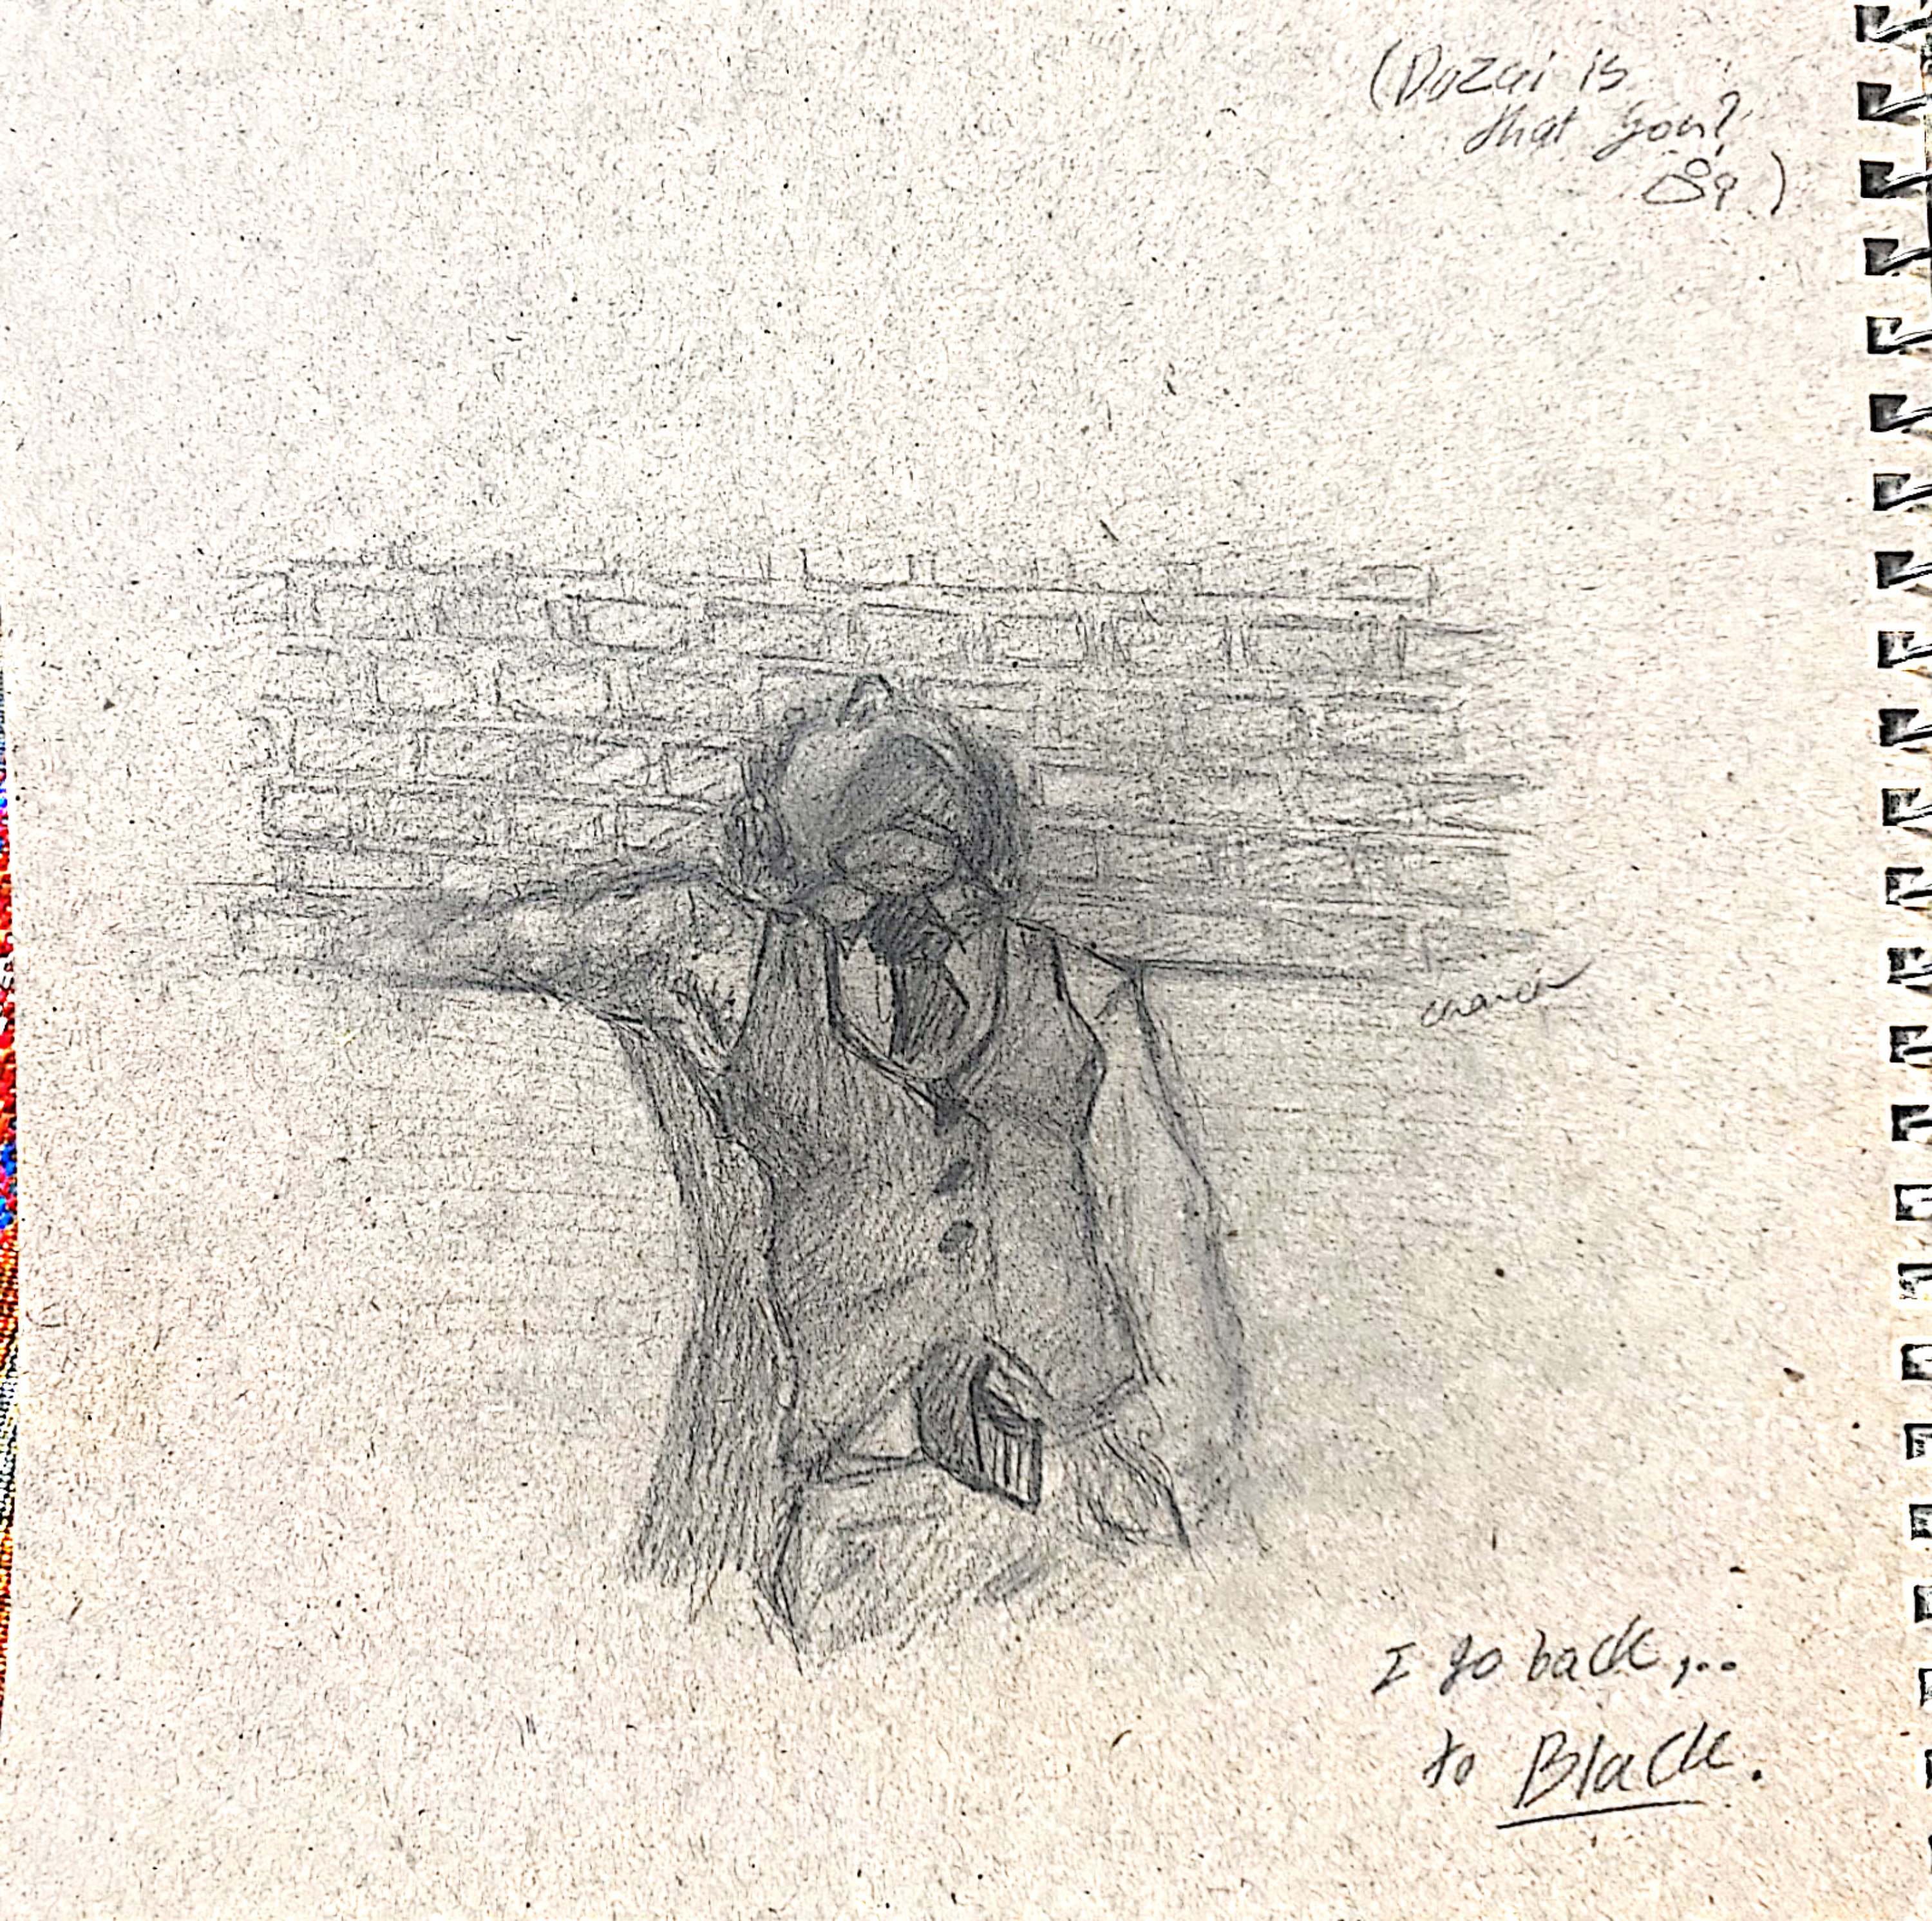 (Dazai is
that you?
)
I go back,..
to Black.